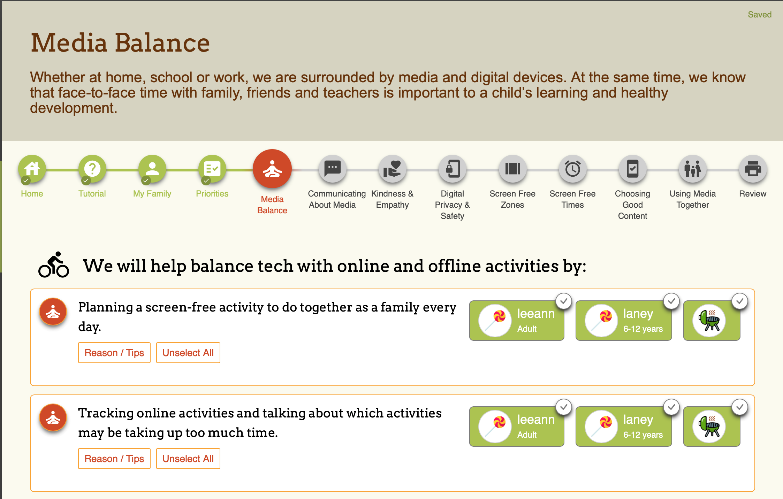 Saved
Media Balance
Whether at home, school or work, we are surrounded by media and digital devices. At the same time, we know
that face-to-face time with family, friends and teachers is important to a child's learning and healthy
development.
Home
Tutorial
My Family
Priorities
Media
Balance
Communicating
About Media
Kindness &
Empathy
Digital
Privacy &
Safety
Screen Free
Zones
Screen Free
Times
Choosing
Good
Content
Using Media
Together
Review
We will help balance tech with online and offline activities by:
Planning a screen-free activity to do together as a family every
day.
Reason / Tips
Unselect All
leeann
Adult
laney
6-12 years
Tracking online activities and talking about which activities
may be taking up too much time.
Reason / Tips
Unselect All
leeann
Adult
laney
6-12 years